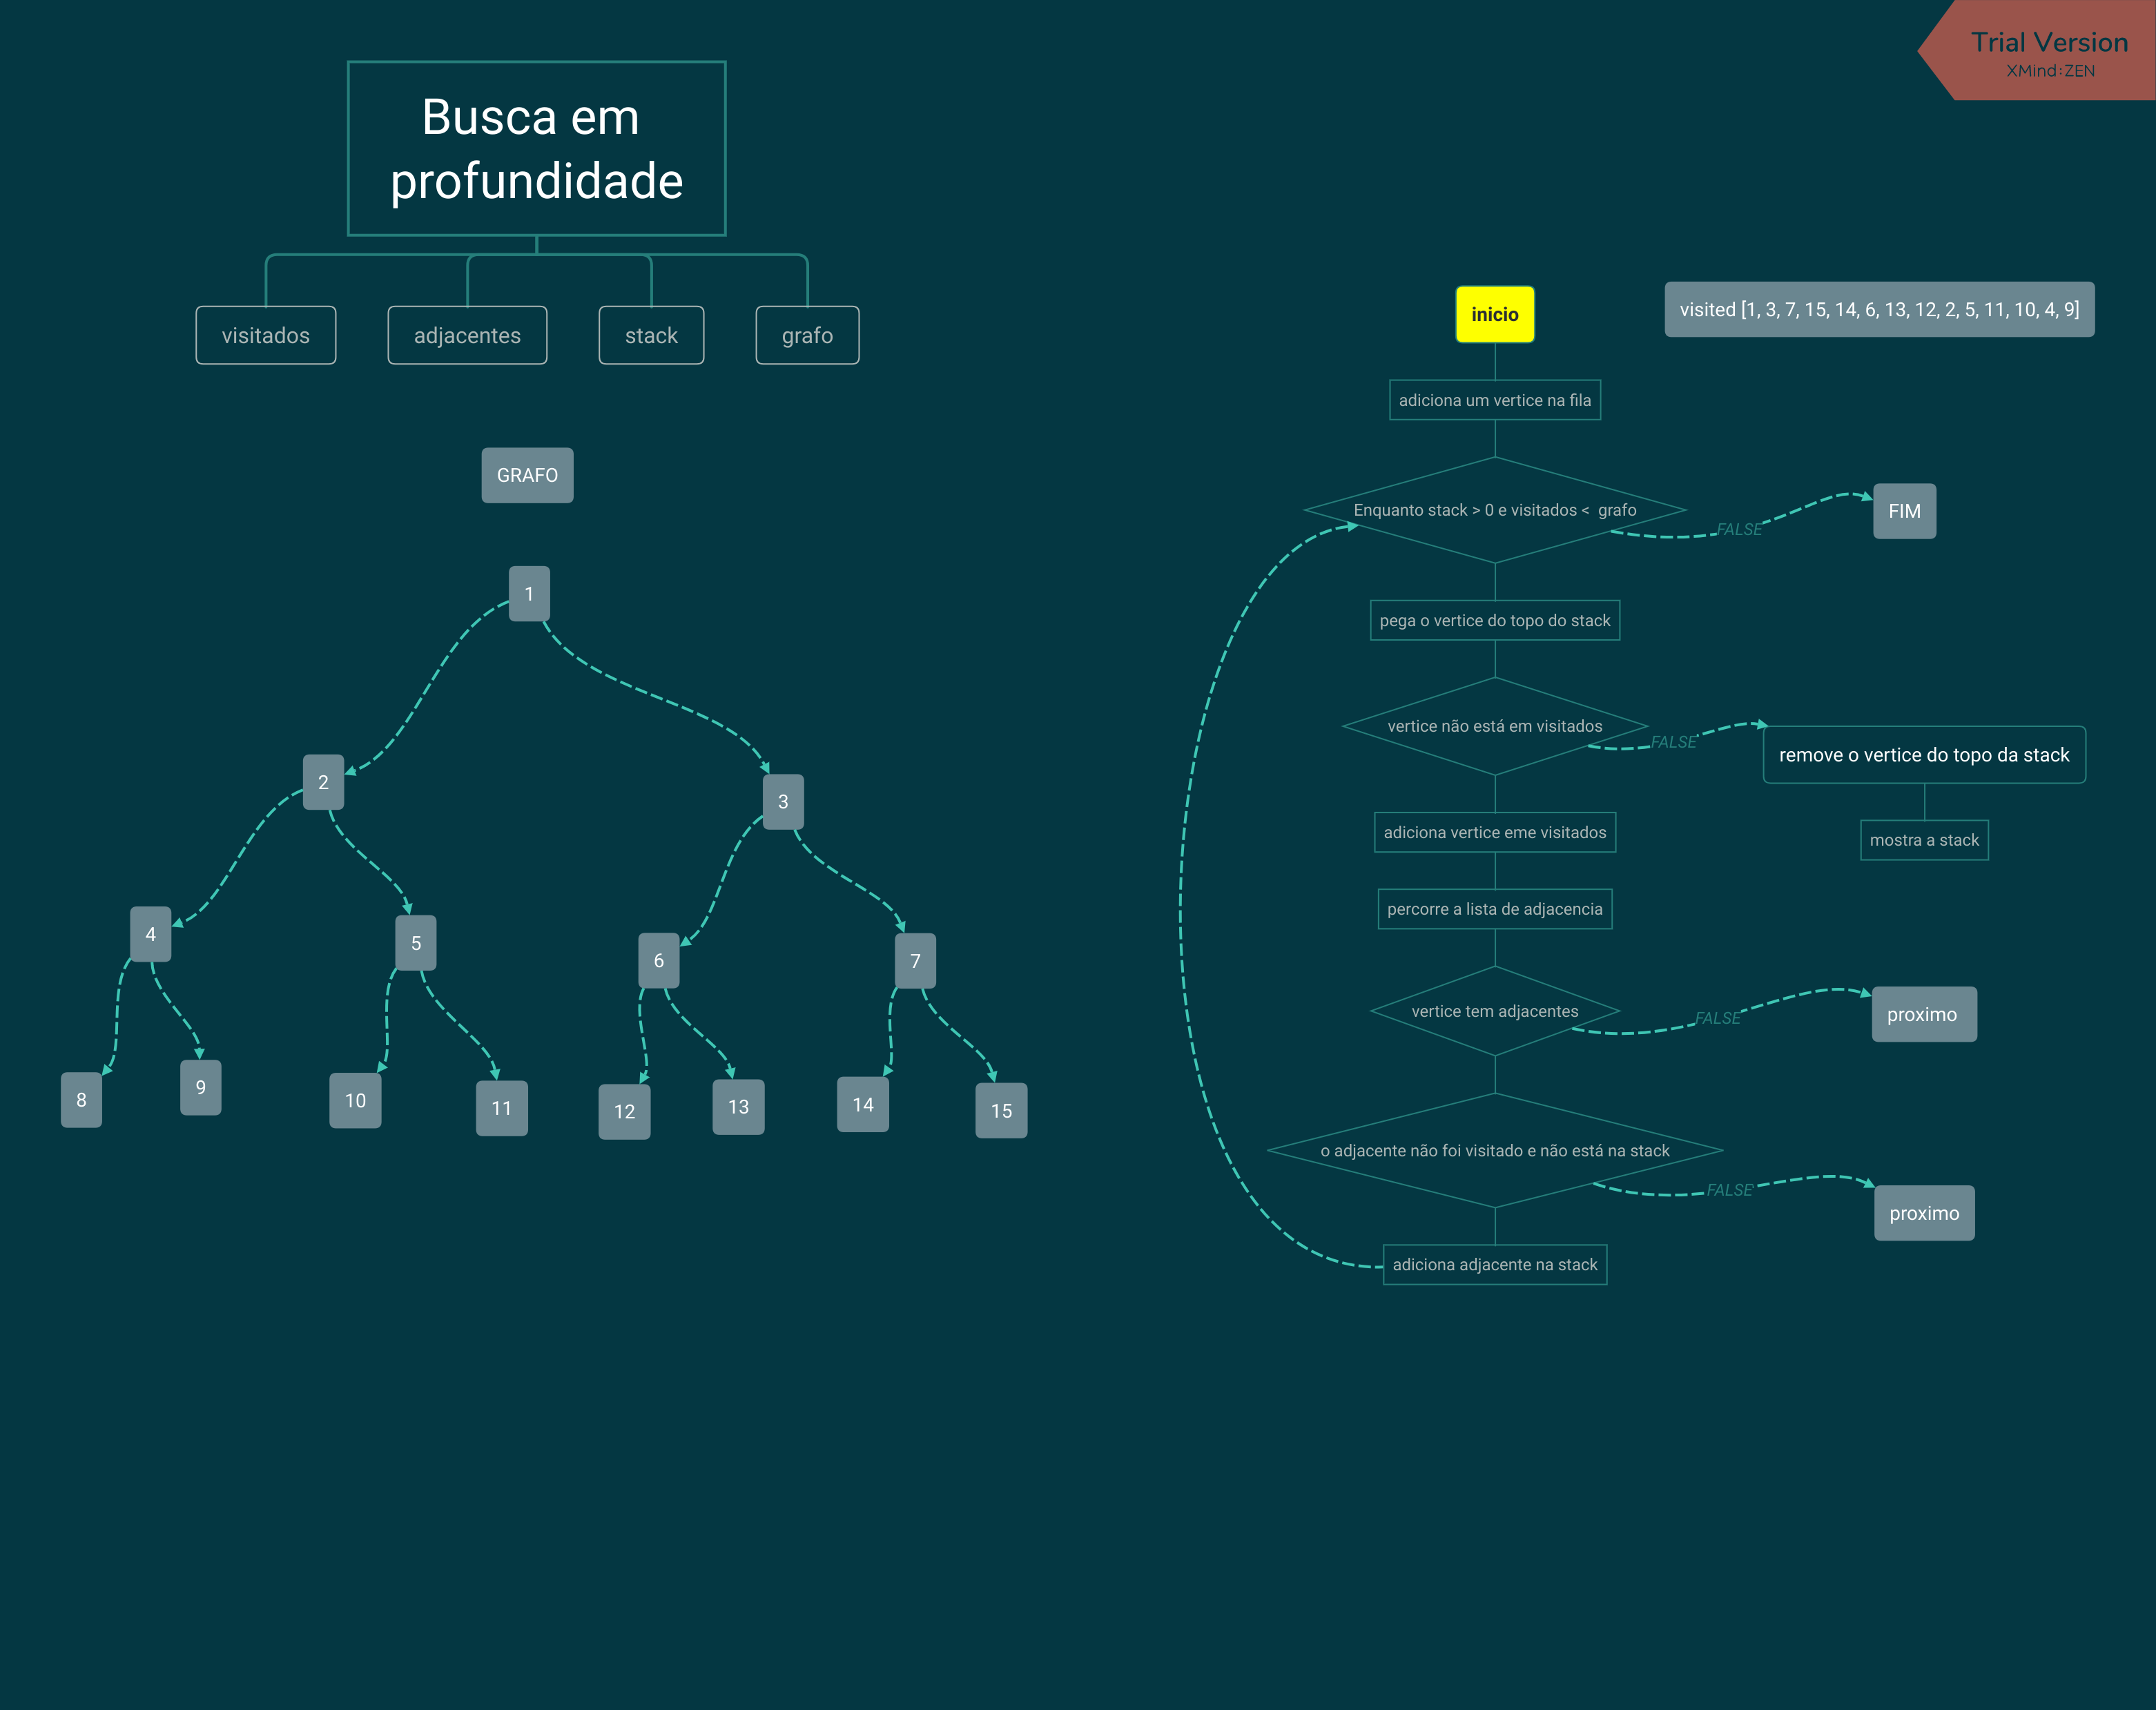 Trial Version
XMind:ZEN
Busca em
profundidade
visitados
adjacentes
stack
grafo
GRAFO
1
2
3
4
5
6
7
8
9
10
11
12
13
14
15
inicio
visited [1, 3, 7, 15, 14, 6, 13, 12, 2, 5, 11, 10, 4, 9]
adiciona um vertice na fila
Enquanto stack > 0 e visitados < grafo
FALSE
FIM
pega o vertice do topo do stack
vertice não está em visitados
FALSE
remove o vertice do topo da stack
mostra a stack
adiciona vertice eme visitados
percorre a lista de adjacencia
vertice tem adjacentes
FALSE
proximo
o adjacente não foi visitado e não está na stack
FALSE
proximo
adiciona adjacente na stack